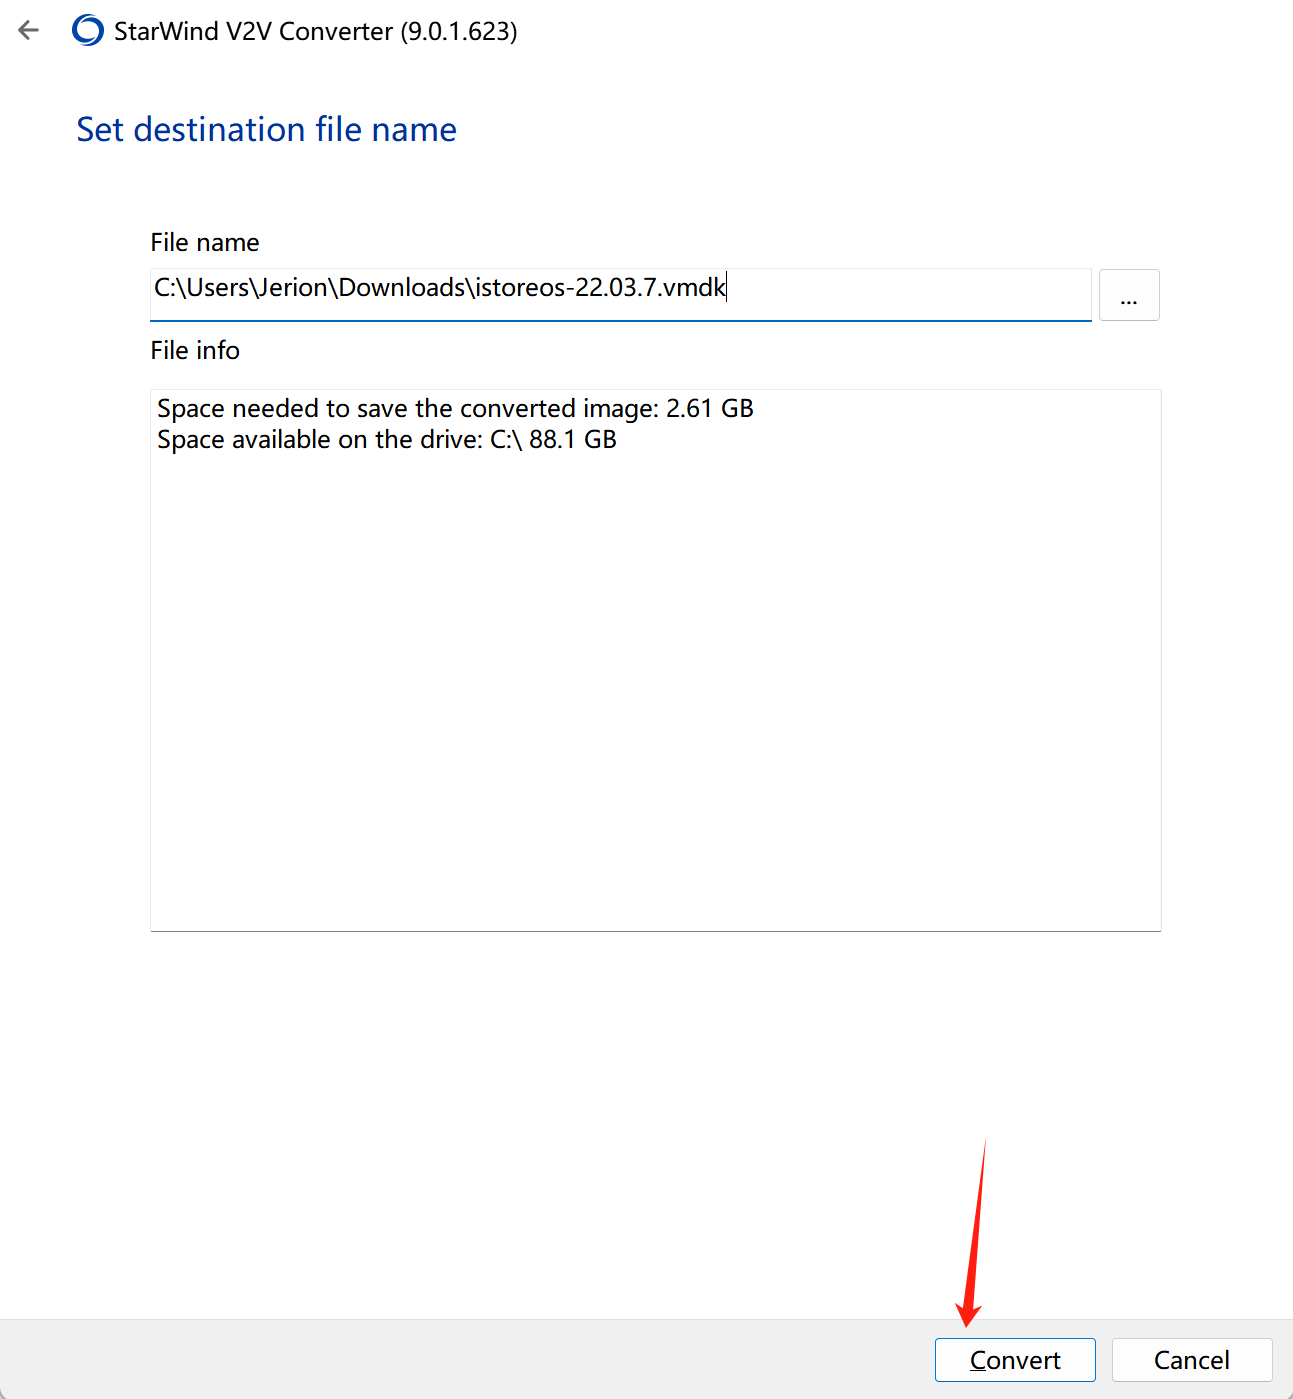 StarWind V2V Converter (9.0.1.623)
Set destination file name
File name
C:\Users\Jerion\Downloads\istoreos-22.03.7.vmdk
...
File info
Space needed to save the converted image: 2.61 GB
Space available on the drive: C:\ 88.1 GB
Convert
Cancel